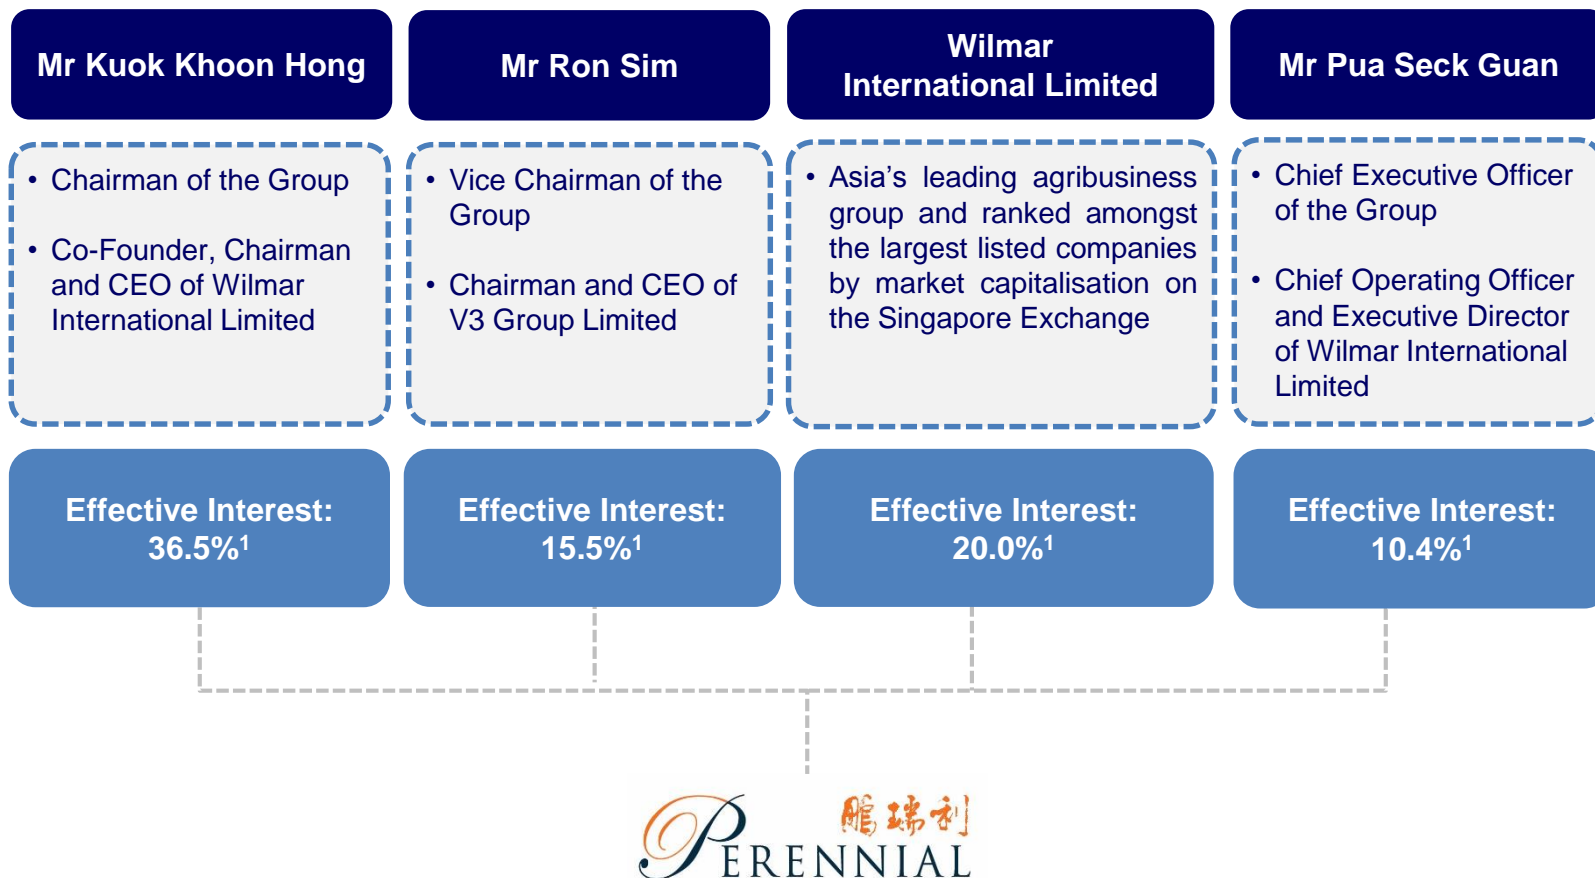 Mr Kuok Khoon Hong
• Chairman of the Group
• Co-Founder, Chairman
and CEO of Wilmar
International Limited
Effective Interest:
36.5%¹
Mr Ron Sim
• Vice Chairman of the
Group
• Chairman and CEO of
V3 Group Limited
Effective Interest:
15.5%¹
Wilmar
International Limited
• Asia’s leading agribusiness
group and ranked amongst
the largest listed companies
by market capitalisation on
the Singapore Exchange
Effective Interest:
20.0%¹
Mr Pua Seck Guan
• Chief Executive Officer
of the Group
• Chief Operating Officer
and Executive Director
of Wilmar International
Limited
Effective Interest:
10.4%¹
鵬瑞利
PERENNIAL